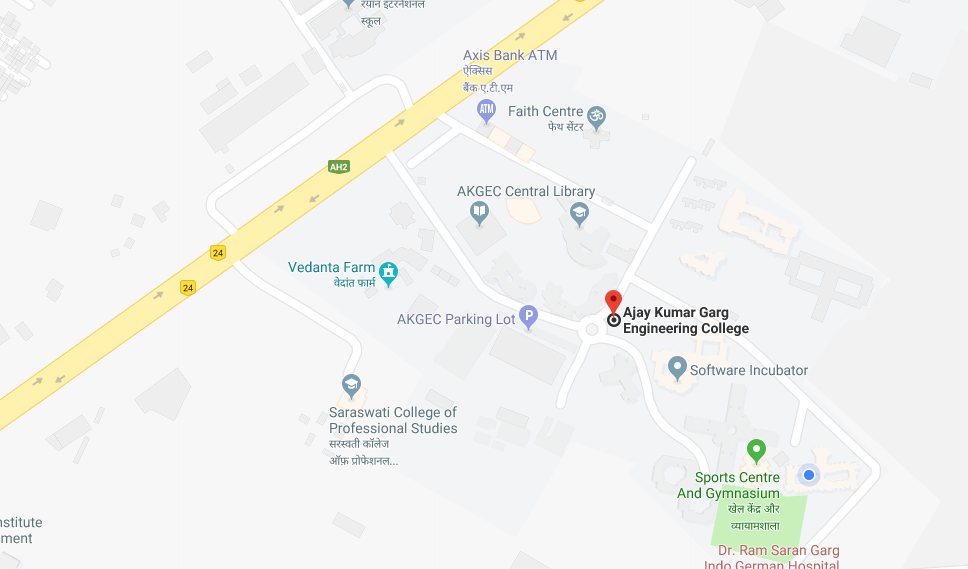 रयान इंटरनेशनल
स्कूल
Axis Bank ATM
ऐक्सिस
बैंक ए.टी.एम
ATM
Faith Centre
फेथ सेंटर
AH2
AKGEC Central Library
24
Vedanta Farm
वेदांत फार्म
24
Ajay Kumar Garg
Engineering College
AKGEC Parking Lot
P
Software Incubator
Saraswati College of
Professional Studies
सरस्वती कॉलेज
ऑफ़ प्रोफेशनल...
Sports Centre
And Gymnasium
खेल केंद्र और
व्यायामशाला
nstitute
ment
Dr. Ram Saran Garg
Indo German Hospital